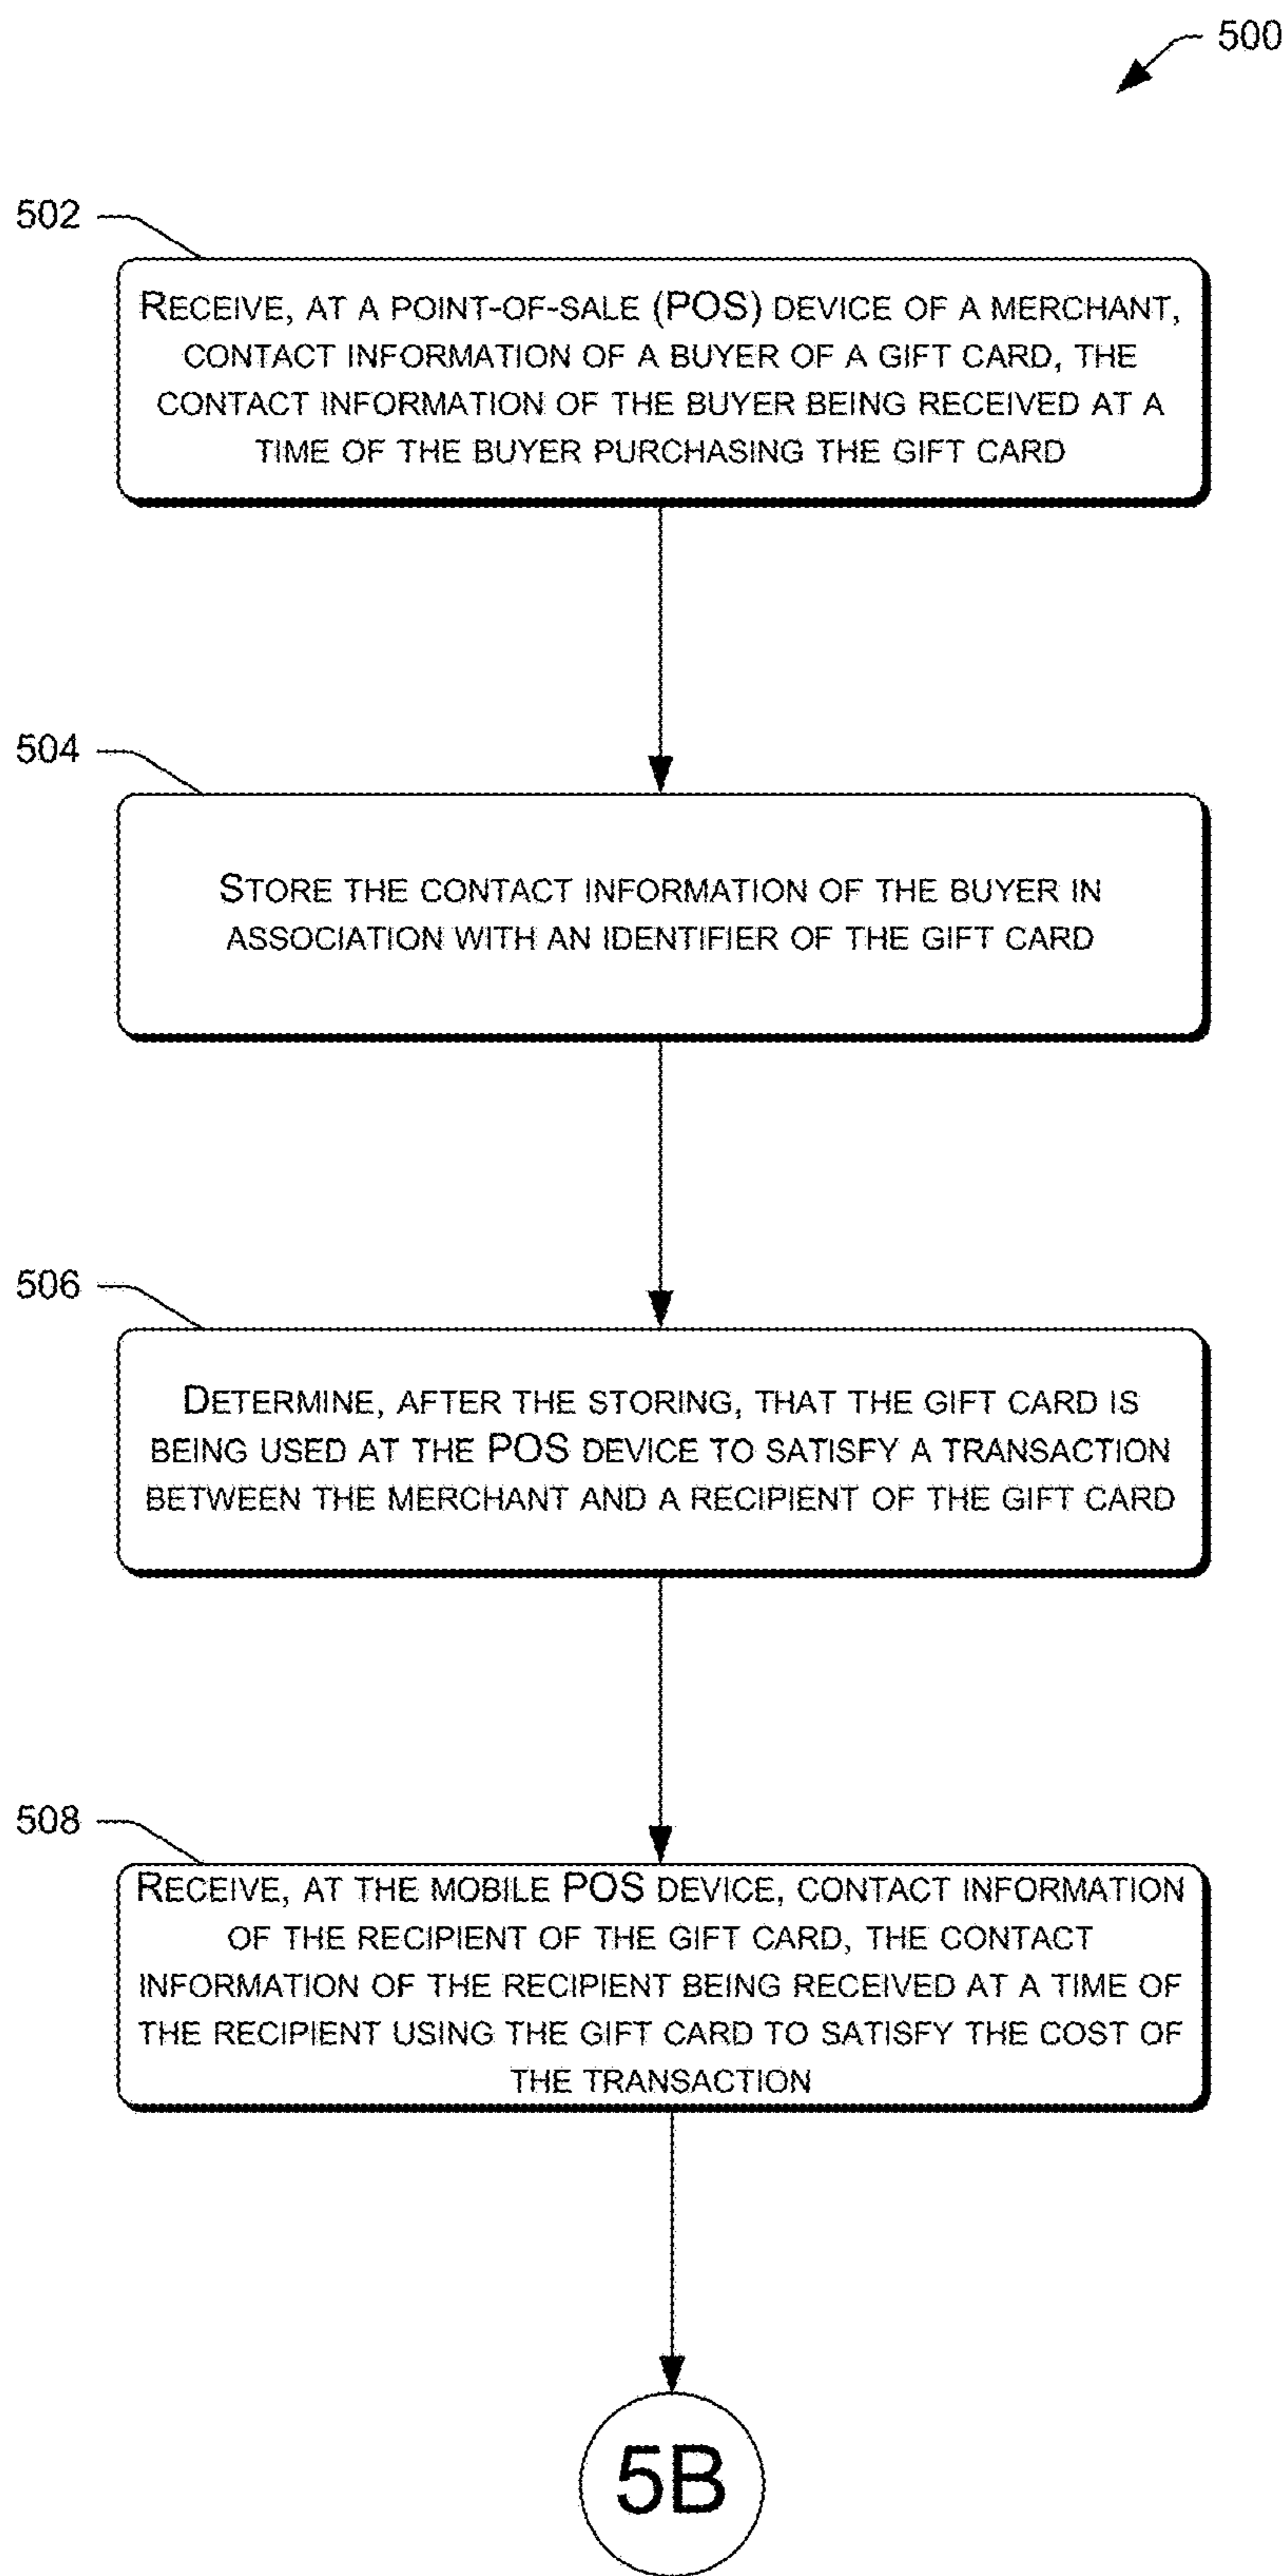 500
502
RECEIVE, AT A POINT-OF-SALE (POS) DEVICE OF A MERCHANT,
CONTACT INFORMATION OF A BUYER OF A GIFT CARD, THE
CONTACT INFORMATION OF THE BUYER BEING RECEIVED AT A
TIME OF THE BUYER PURCHASING THE GIFT CARD
504
STORE THE CONTACT INFORMATION OF THE BUYER IN
ASSOCIATION WITH AN IDENTIFIER OF THE GIFT CARD
506
DETERMINE, AFTER THE STORING, THAT THE GIFT CARD IS
BEING USED AT THE POS DEVICE TO SATISFY A TRANSACTION
BETWEEN THE MERCHANT AND A RECIPIENT OF THE GIFT CARD
508
RECEIVE, AT THE MOBILE POS DEVICE, CONTACT INFORMATION
OF THE RECIPIENT OF THE GIFT CARD, THE CONTACT
INFORMATION OF THE RECIPIENT BEING RECEIVED AT A TIME OF
THE RECIPIENT USING THE GIFT CARD TO SATISFY THE COST OF
THE TRANSACTION
5B